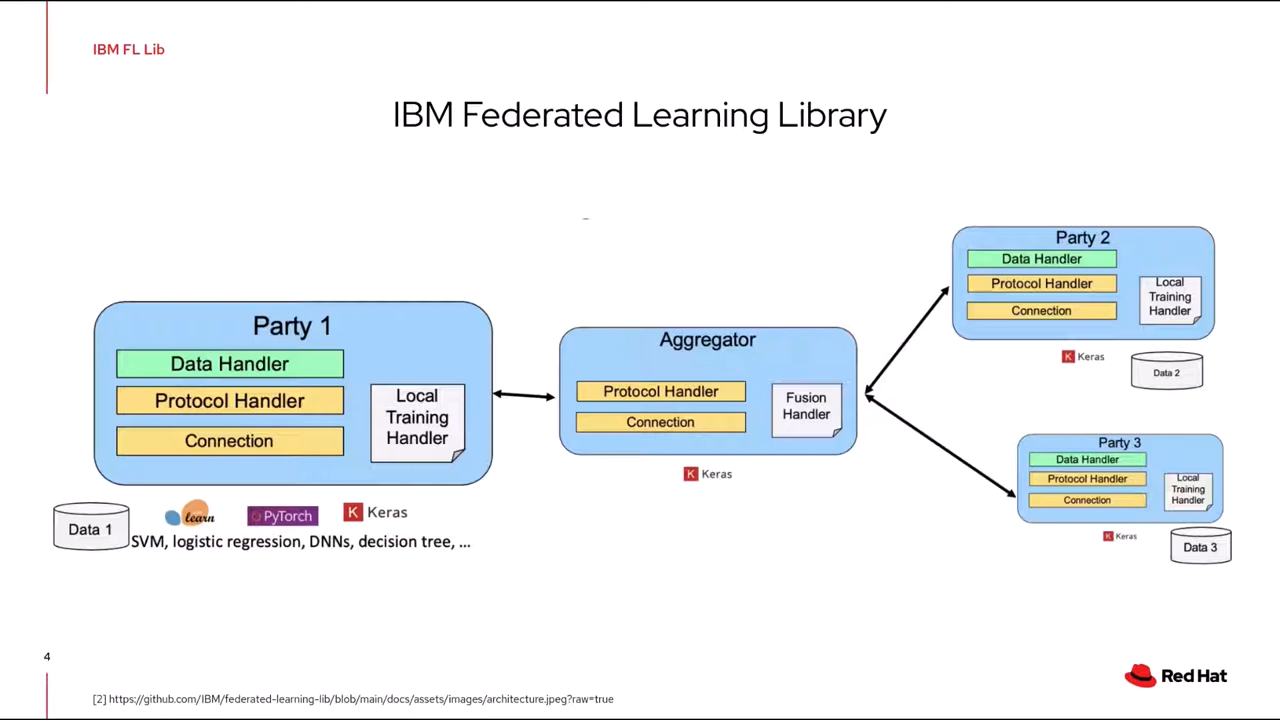 IBM FL Lib
IBM Federated Learning Library
Party 1
Data Handler
Protocol Handler
Connection
Local
Training
Handler
Data 1
learn
PyTorch
Keras
SVM, logistic regression, DNNs, decision tree, ...
Aggregator
Protocol Handler
Connection
Fusion
Handler
Keras
Party 2
Data Handler
Protocol Handler
Connection
Local
Training
Handler
Keras
Data 2
Party 3
Data Handler
Protocol Handler
Connection
Local
Training
Handler
Keras
Data 3
4
[2] https://github.com/IBM/federated-learning-lib/blob/main/docs/assets/images/architecture.jpeg?raw=true
Red Hat